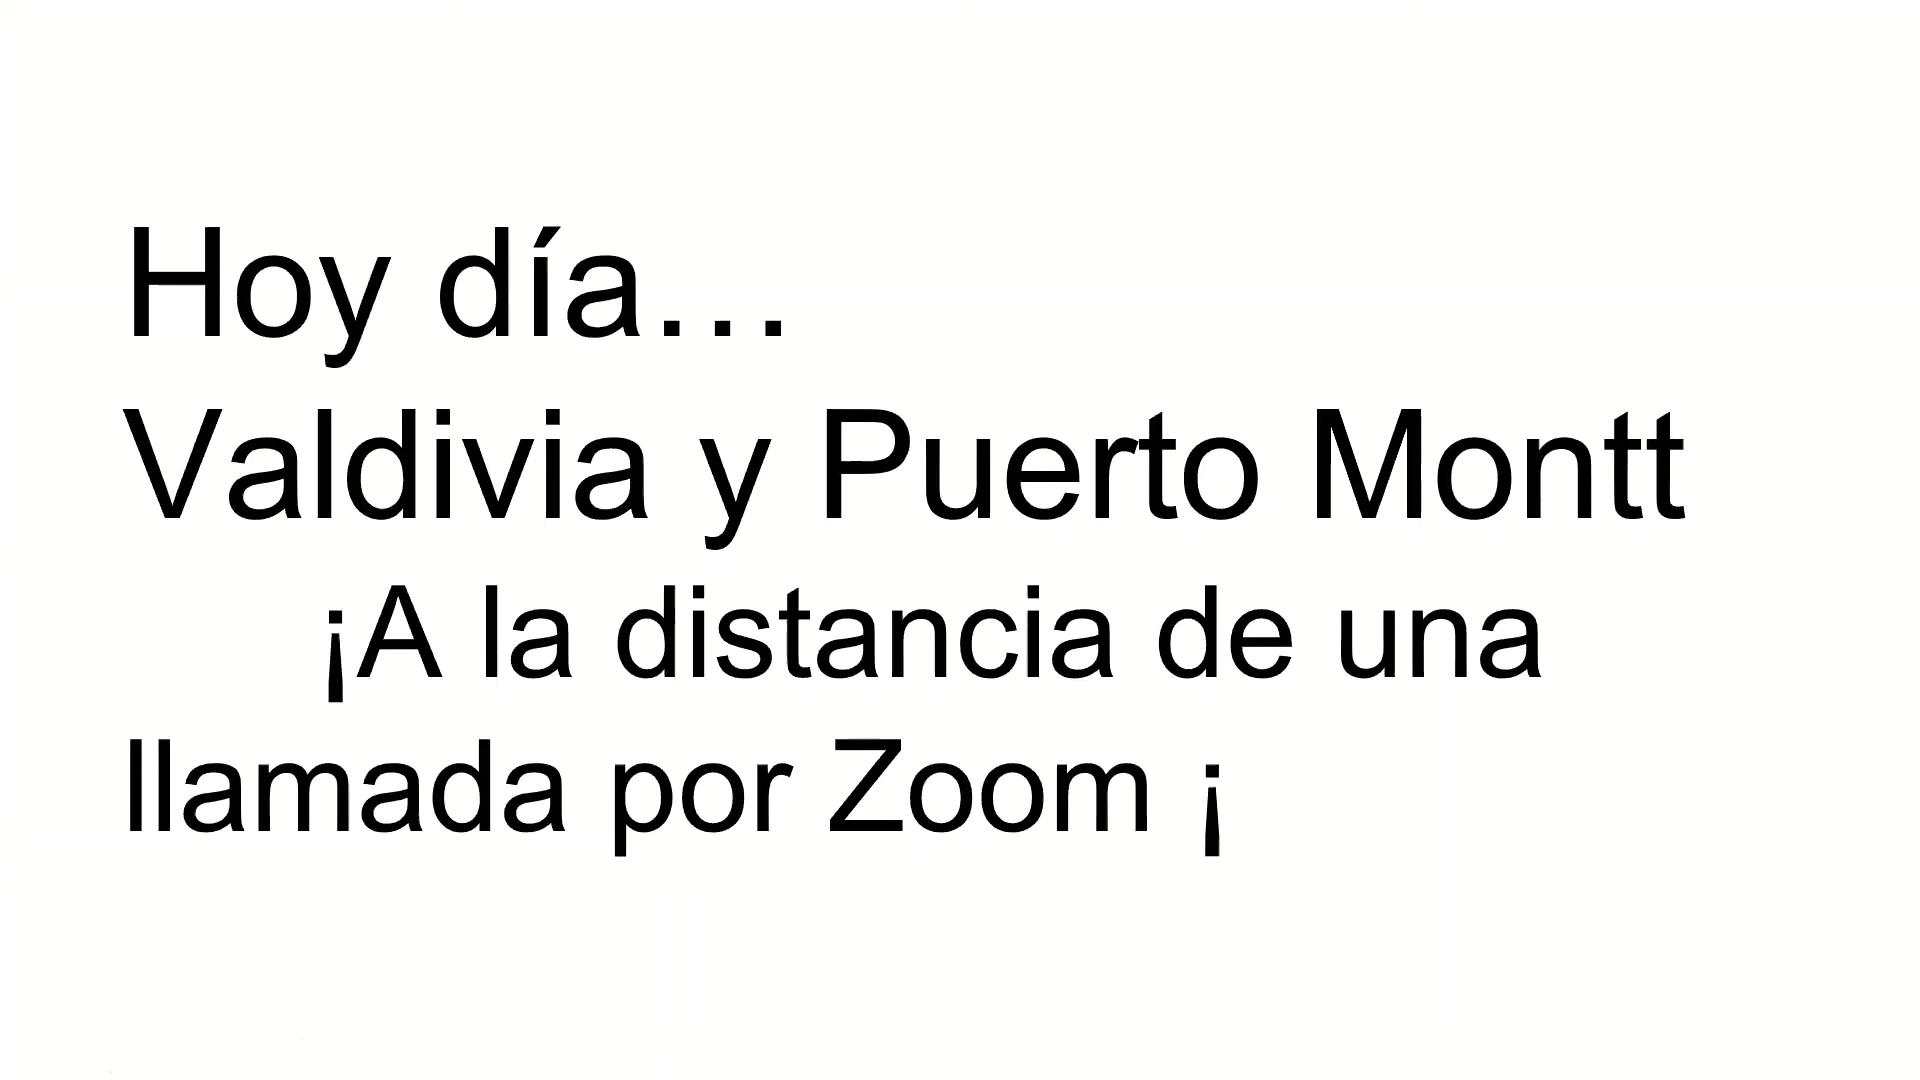 Hoy día…
Valdivia y Puerto Montt
¡A la distancia de una
llamada por Zoom ¡